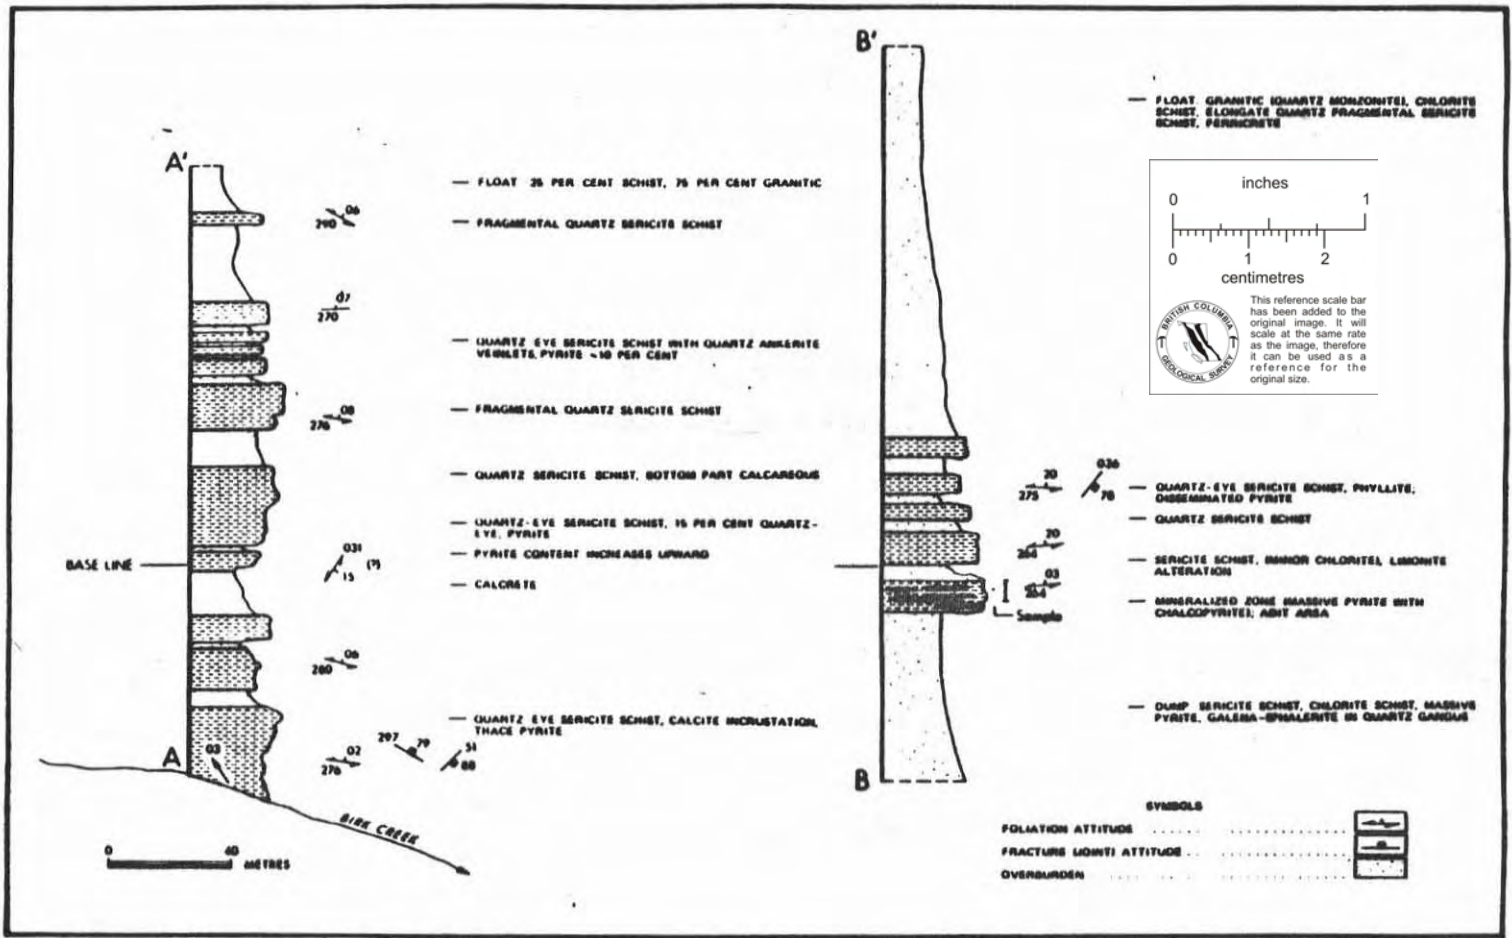 A'
FLOAT 25 PER CENT SCHIST, 75 PER CENT GRANITIC
06
290
FRAGMENTAL QUARTZ SERICITE SCHIST
07
270
QUARTZ EYE SERICITE SCHIST WITH QUARTZ ANKERITE
VEINLETS, PYRITE ~10 PER CENT
08
276
FRAGMENTAL QUARTZ SERICITE SCHIST
QUARTZ SERICITE SCHIST, BOTTOM PART CALCAREOUS
QUARTZ-EYE SERICITE SCHIST, 15 PER CENT QUARTZ-
EYE, PYRITE
BASE LINE
031
(?)
15
PYRITE CONTENT INCREASES UPWARD
CALCRETE
06
280
QUARTZ EYE SERICITE SCHIST, CALCITE INCRUSTATION,
TRACE PYRITE
A
03
02
276
297
79
51
88
BIRK CREEK
0 40
METRES
B'
FLOAT GRANITIC (QUARTZ MONZONITE), CHLORITE
SCHIST, ELONGATE QUARTZ FRAGMENTAL SERICITE
SCHIST, FERRICRETE
inches
0 1
0 1 2
centimetres
BRITISH COLUMBIA
GEOLOGICAL SURVEY
This reference scale bar
has been added to the
original image. It will
scale at the same rate
as the image, therefore
it can be used as a
reference for the
original size.
20
275
036
78
QUARTZ-EYE SERICITE SCHIST, PHYLLITE,
DISSEMINATED PYRITE
QUARTZ SERICITE SCHIST
20
264
SERICITE SCHIST, (MINOR CHLORITE), LIMONITE
ALTERATION
03
264
Sample
MINERALIZED ZONE (MASSIVE PYRITE WITH
CHALCOPYRITE), ADIT AREA
DUMP SERICITE SCHIST, CHLORITE SCHIST, MASSIVE
PYRITE, GALENA-SPHALERITE IN QUARTZ GANGUE
B
SYMBOLS
FOLIATION ATTITUDE
FRACTURE (JOINT) ATTITUDE
OVERBURDEN